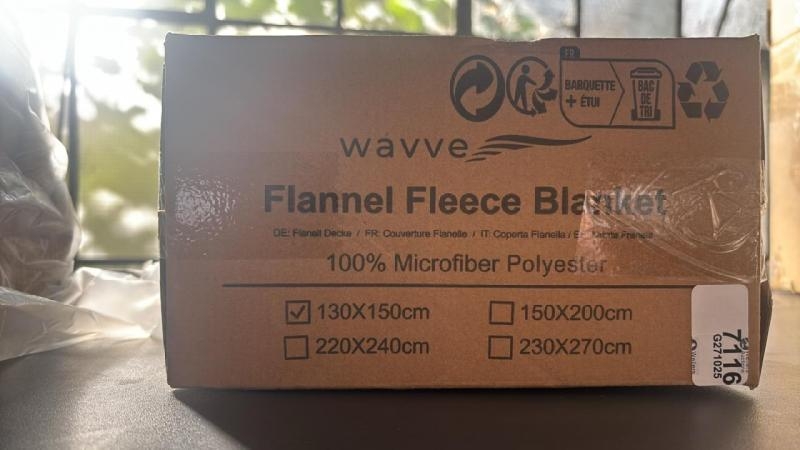 FR
BARQUETTE
+ ÉTUI
BAC
DE
TRI
wavve
Flannel Fleece Blanket
DE: Flanell Decke / FR: Couverture Flanelle / IT: Coperta Flanella /
100% Microfiber Polyester
130X150cm
150X200cm
220X240cm
230X270cm
7116
G271025